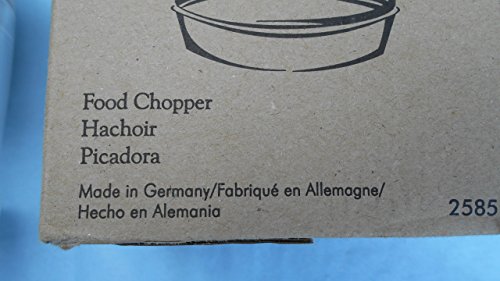 Food Chopper
Hachoir
Picadora
Made in Germany/Fabriqué en Allemagne/
Hecho en Alemania
2585